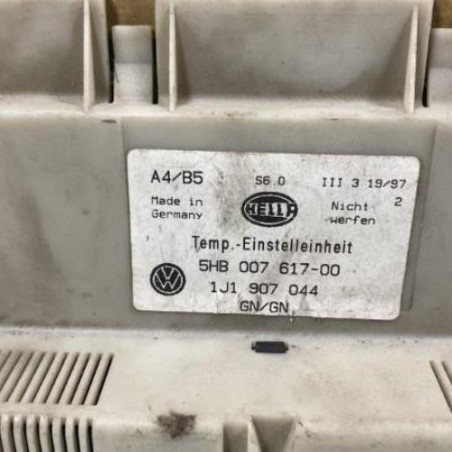 A4/B5 S6.0 III 3 19/97
Made in Germany HELLA Nicht werfen 2
Temp.-Einstelleinheit
5HB 007 617-00
1J1 907 044
GN/GN